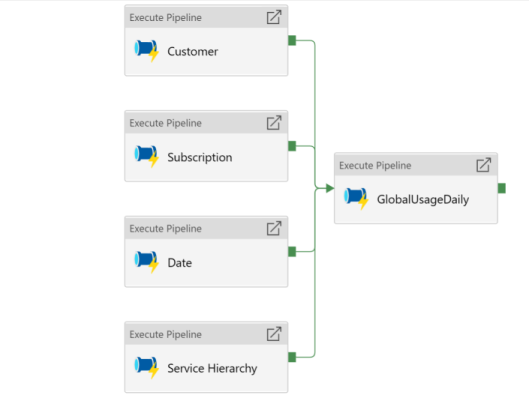 Execute Pipeline
Customer
Execute Pipeline
Subscription
Execute Pipeline
GlobalUsageDaily
Execute Pipeline
Date
Execute Pipeline
Service Hierarchy